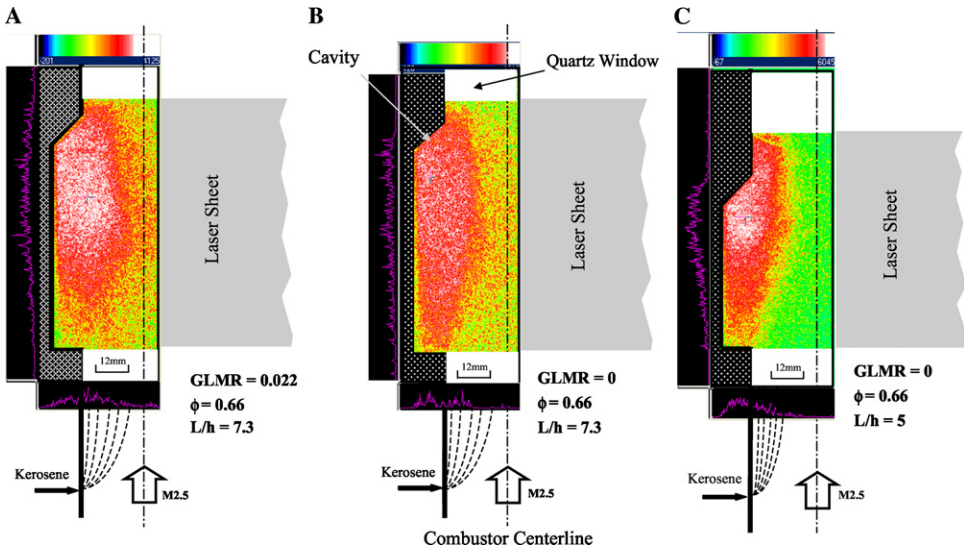 A
-201 4125
Laser Sheet
12mm
GLMR = 0.022
ϕ = 0.66
L/h = 7.3
Kerosene
M2.5
B
Cavity
Quartz Window
Laser Sheet
12mm
GLMR = 0
ϕ = 0.66
L/h = 7.3
Kerosene
M2.5
Combustor Centerline
C
-67 6045
Laser Sheet
12mm
GLMR = 0
ϕ = 0.66
L/h = 5
Kerosene
M2.5